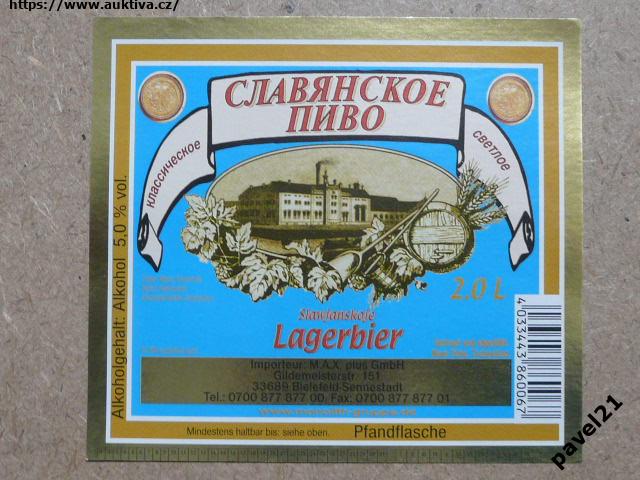 https://www.auktiva.cz/
СЛАВЯНСКОЕ
ПИВО
классическое
светлое
2.0 L
Slawjanskoje
Lagerbier
Alkoholgehalt: Alkohol 5,0 % vol.
Importeur: M.A.X. plus GmbH
Gildemeisterstr. 151
33689 Bielefeld-Sennestadt
Tel.: 0700 877 877 00, Fax: 0700 877 877 01
Mindestens haltbar bis: siehe oben. Pfandflasche
4 033443 860067
pavel21